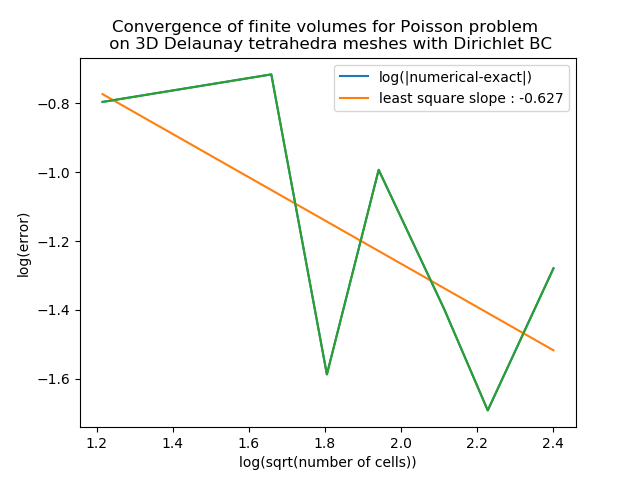 Convergence of finite volumes for Poisson problem
on 3D Delaunay tetrahedra meshes with Dirichlet BC
log(|numerical-exact|)
least square slope : -0.627
log(error)
−0.8
−1.0
−1.2
−1.4
−1.6
1.2 1.4 1.6 1.8 2.0 2.2 2.4
log(sqrt(number of cells))